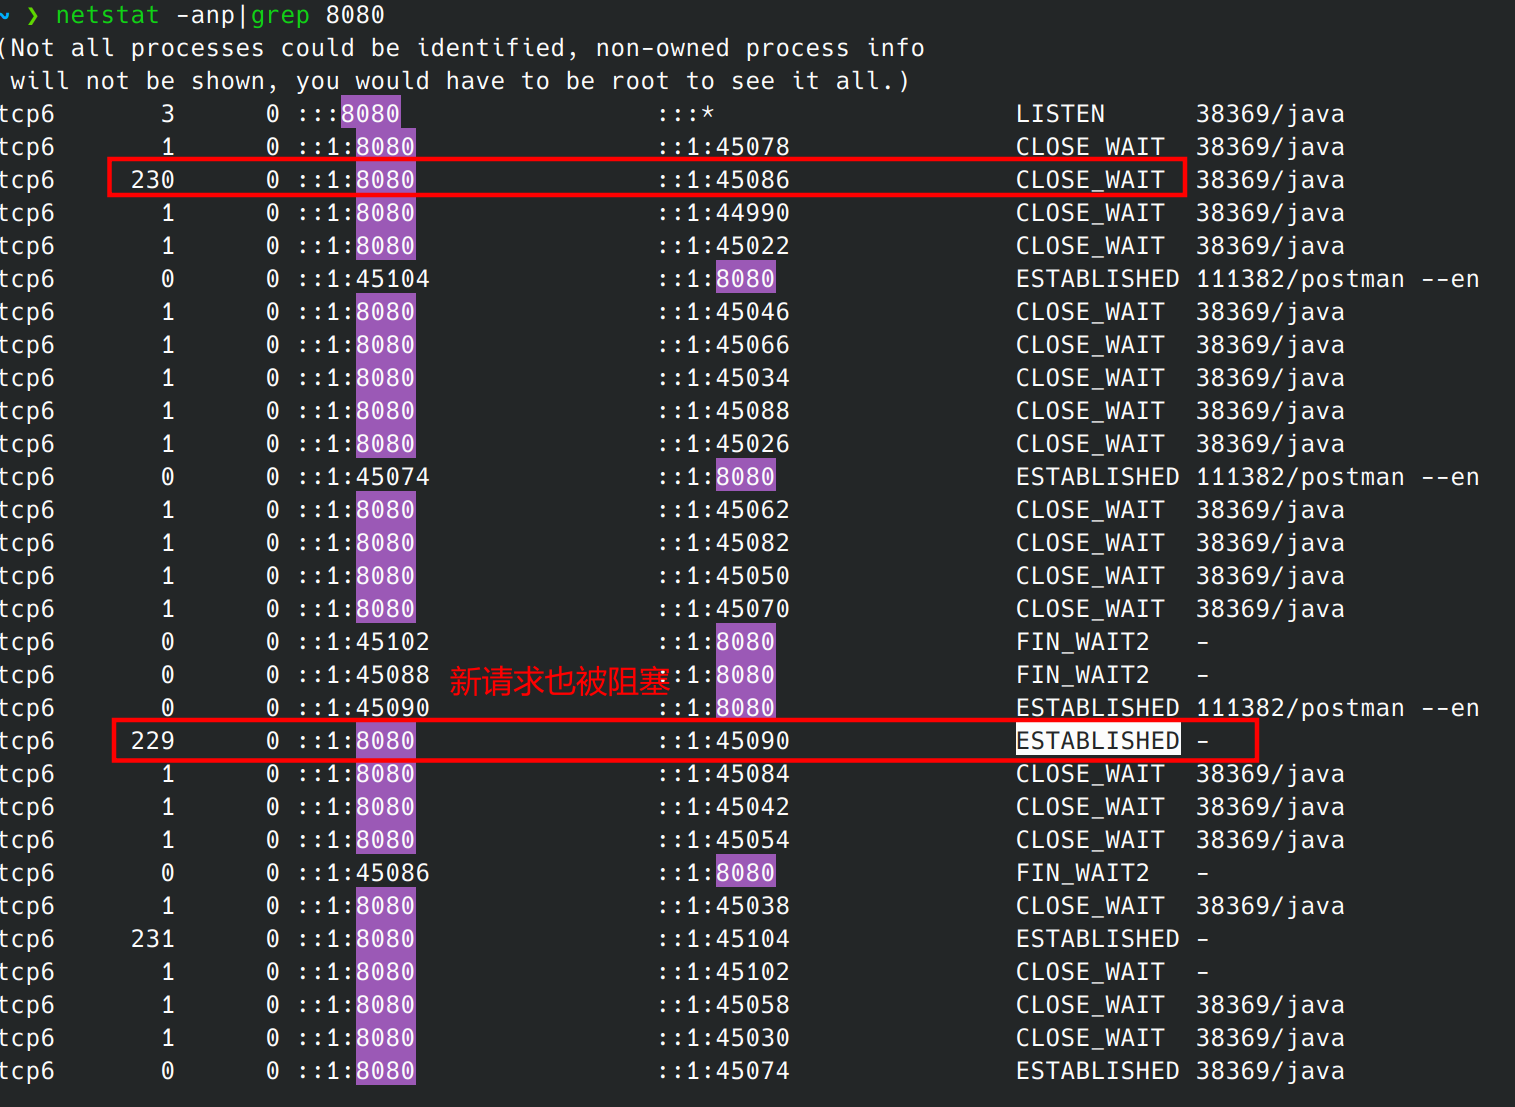 ~ ❯ netstat -anp|grep 8080
(Not all processes could be identified, non-owned process info
 will not be shown, you would have to be root to see it all.)
tcp6       3      0 :::8080                 :::*                    LISTEN      38369/java
tcp6       1      0 ::1:8080                ::1:45078               CLOSE_WAIT  38369/java
tcp6     230      0 ::1:8080                ::1:45086               CLOSE_WAIT  38369/java
tcp6       1      0 ::1:8080                ::1:44990               CLOSE_WAIT  38369/java
tcp6       1      0 ::1:8080                ::1:45022               CLOSE_WAIT  38369/java
tcp6       0      0 ::1:45104               ::1:8080                ESTABLISHED 111382/postman --en
tcp6       1      0 ::1:8080                ::1:45046               CLOSE_WAIT  38369/java
tcp6       1      0 ::1:8080                ::1:45066               CLOSE_WAIT  38369/java
tcp6       1      0 ::1:8080                ::1:45034               CLOSE_WAIT  38369/java
tcp6       1      0 ::1:8080                ::1:45088               CLOSE_WAIT  38369/java
tcp6       1      0 ::1:8080                ::1:45026               CLOSE_WAIT  38369/java
tcp6       0      0 ::1:45074               ::1:8080                ESTABLISHED 111382/postman --en
tcp6       1      0 ::1:8080                ::1:45062               CLOSE_WAIT  38369/java
tcp6       1      0 ::1:8080                ::1:45082               CLOSE_WAIT  38369/java
tcp6       1      0 ::1:8080                ::1:45050               CLOSE_WAIT  38369/java
tcp6       1      0 ::1:8080                ::1:45070               CLOSE_WAIT  38369/java
tcp6       0      0 ::1:45102               ::1:8080                FIN_WAIT2   -
tcp6       0      0 ::1:45088               ::1:8080                FIN_WAIT2   -
新请求也被阻塞
tcp6       0      0 ::1:45090               ::1:8080                ESTABLISHED 111382/postman --en
tcp6     229      0 ::1:8080                ::1:45090               ESTABLISHED -
tcp6       1      0 ::1:8080                ::1:45084               CLOSE_WAIT  38369/java
tcp6       1      0 ::1:8080                ::1:45042               CLOSE_WAIT  38369/java
tcp6       1      0 ::1:8080                ::1:45054               CLOSE_WAIT  38369/java
tcp6       0      0 ::1:45086               ::1:8080                FIN_WAIT2   -
tcp6       1      0 ::1:8080                ::1:45038               CLOSE_WAIT  38369/java
tcp6     231      0 ::1:8080                ::1:45104               ESTABLISHED -
tcp6       1      0 ::1:8080                ::1:45102               CLOSE_WAIT  -
tcp6       1      0 ::1:8080                ::1:45058               CLOSE_WAIT  38369/java
tcp6       1      0 ::1:8080                ::1:45030               CLOSE_WAIT  38369/java
tcp6       0      0 ::1:8080                ::1:45074               ESTABLISHED 38369/java